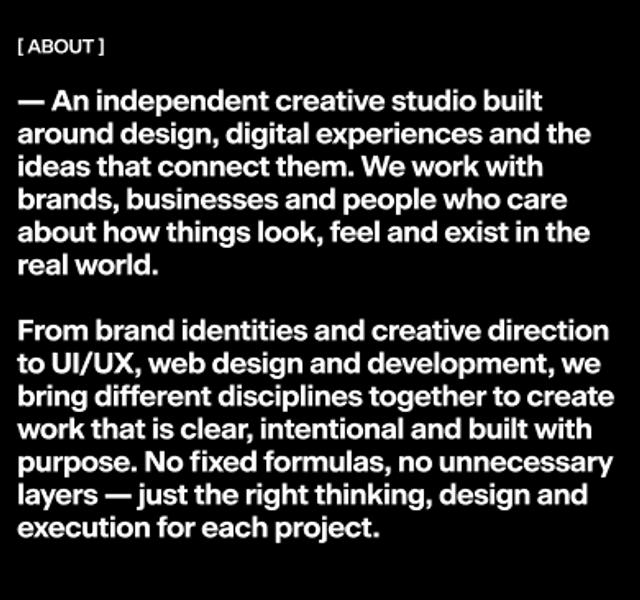 [ ABOUT ]
— An independent creative studio built
around design, digital experiences and the
ideas that connect them. We work with
brands, businesses and people who care
about how things look, feel and exist in the
real world.
From brand identities and creative direction
to UI/UX, web design and development, we
bring different disciplines together to create
work that is clear, intentional and built with
purpose. No fixed formulas, no unnecessary
layers — just the right thinking, design and
execution for each project.